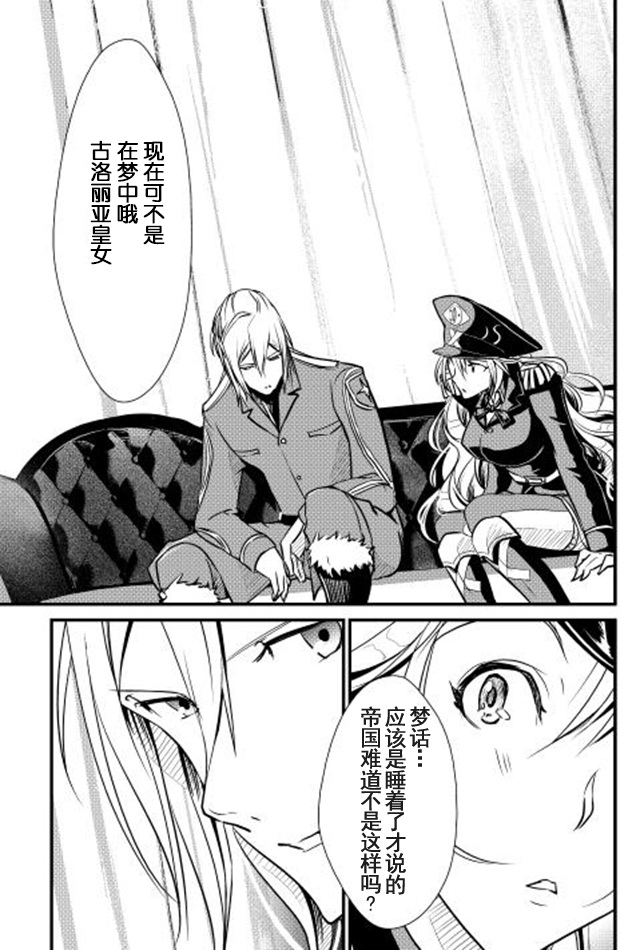 现在可不是
在梦中哦
古洛丽亚皇女
梦话…
应该是睡着了才说的
帝国难道不是这样吗？